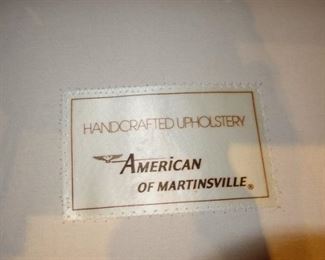 HANDCRAFTED UPHOLSTERY
AMERICAN
OF MARTINSVILLE®